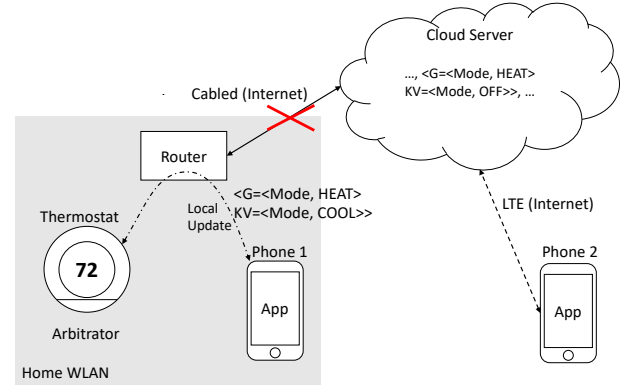 Cloud Server
..., <G=<Mode, HEAT>
KV=<Mode, OFF>>, ...
Cabled (Internet)
Router
<G=<Mode, HEAT>
KV=<Mode, COOL>>
Local
Update
LTE (Internet)
Thermostat
72
Arbitrator
Phone 1
App
Phone 2
App
Home WLAN